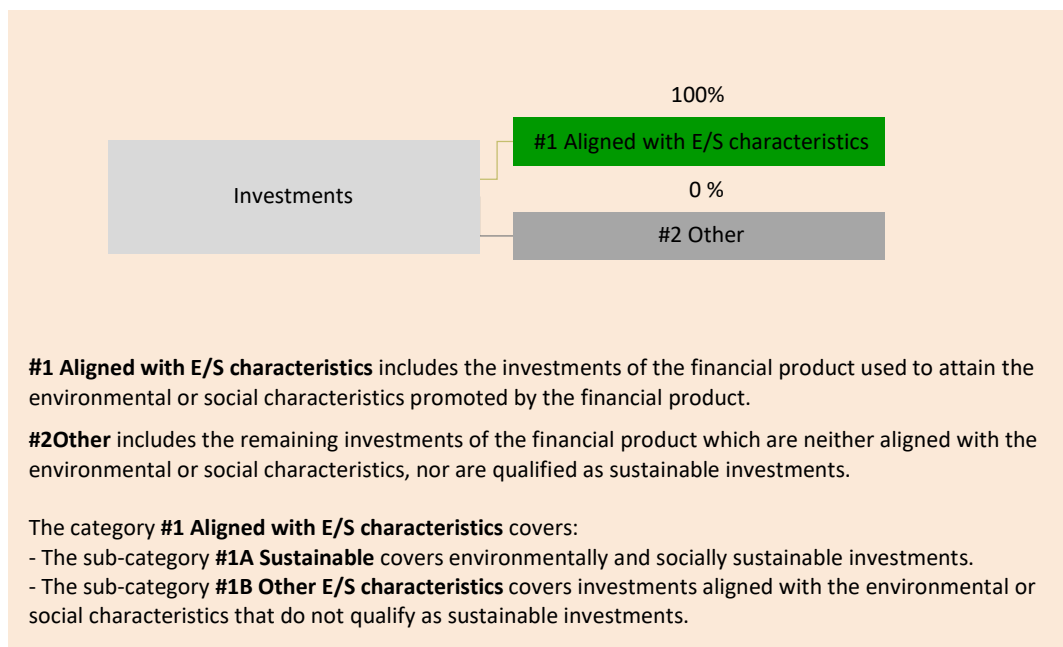 100%
#1 Aligned with E/S characteristics
Investments
0 %
#2 Other
#1 Aligned with E/S characteristics includes the investments of the financial product used to attain the
environmental or social characteristics promoted by the financial product.
#2Other includes the remaining investments of the financial product which are neither aligned with the
environmental or social characteristics, nor are qualified as sustainable investments.
The category #1 Aligned with E/S characteristics covers:
- The sub-category #1A Sustainable covers environmentally and socially sustainable investments.
- The sub-category #1B Other E/S characteristics covers investments aligned with the environmental or
social characteristics that do not qualify as sustainable investments.